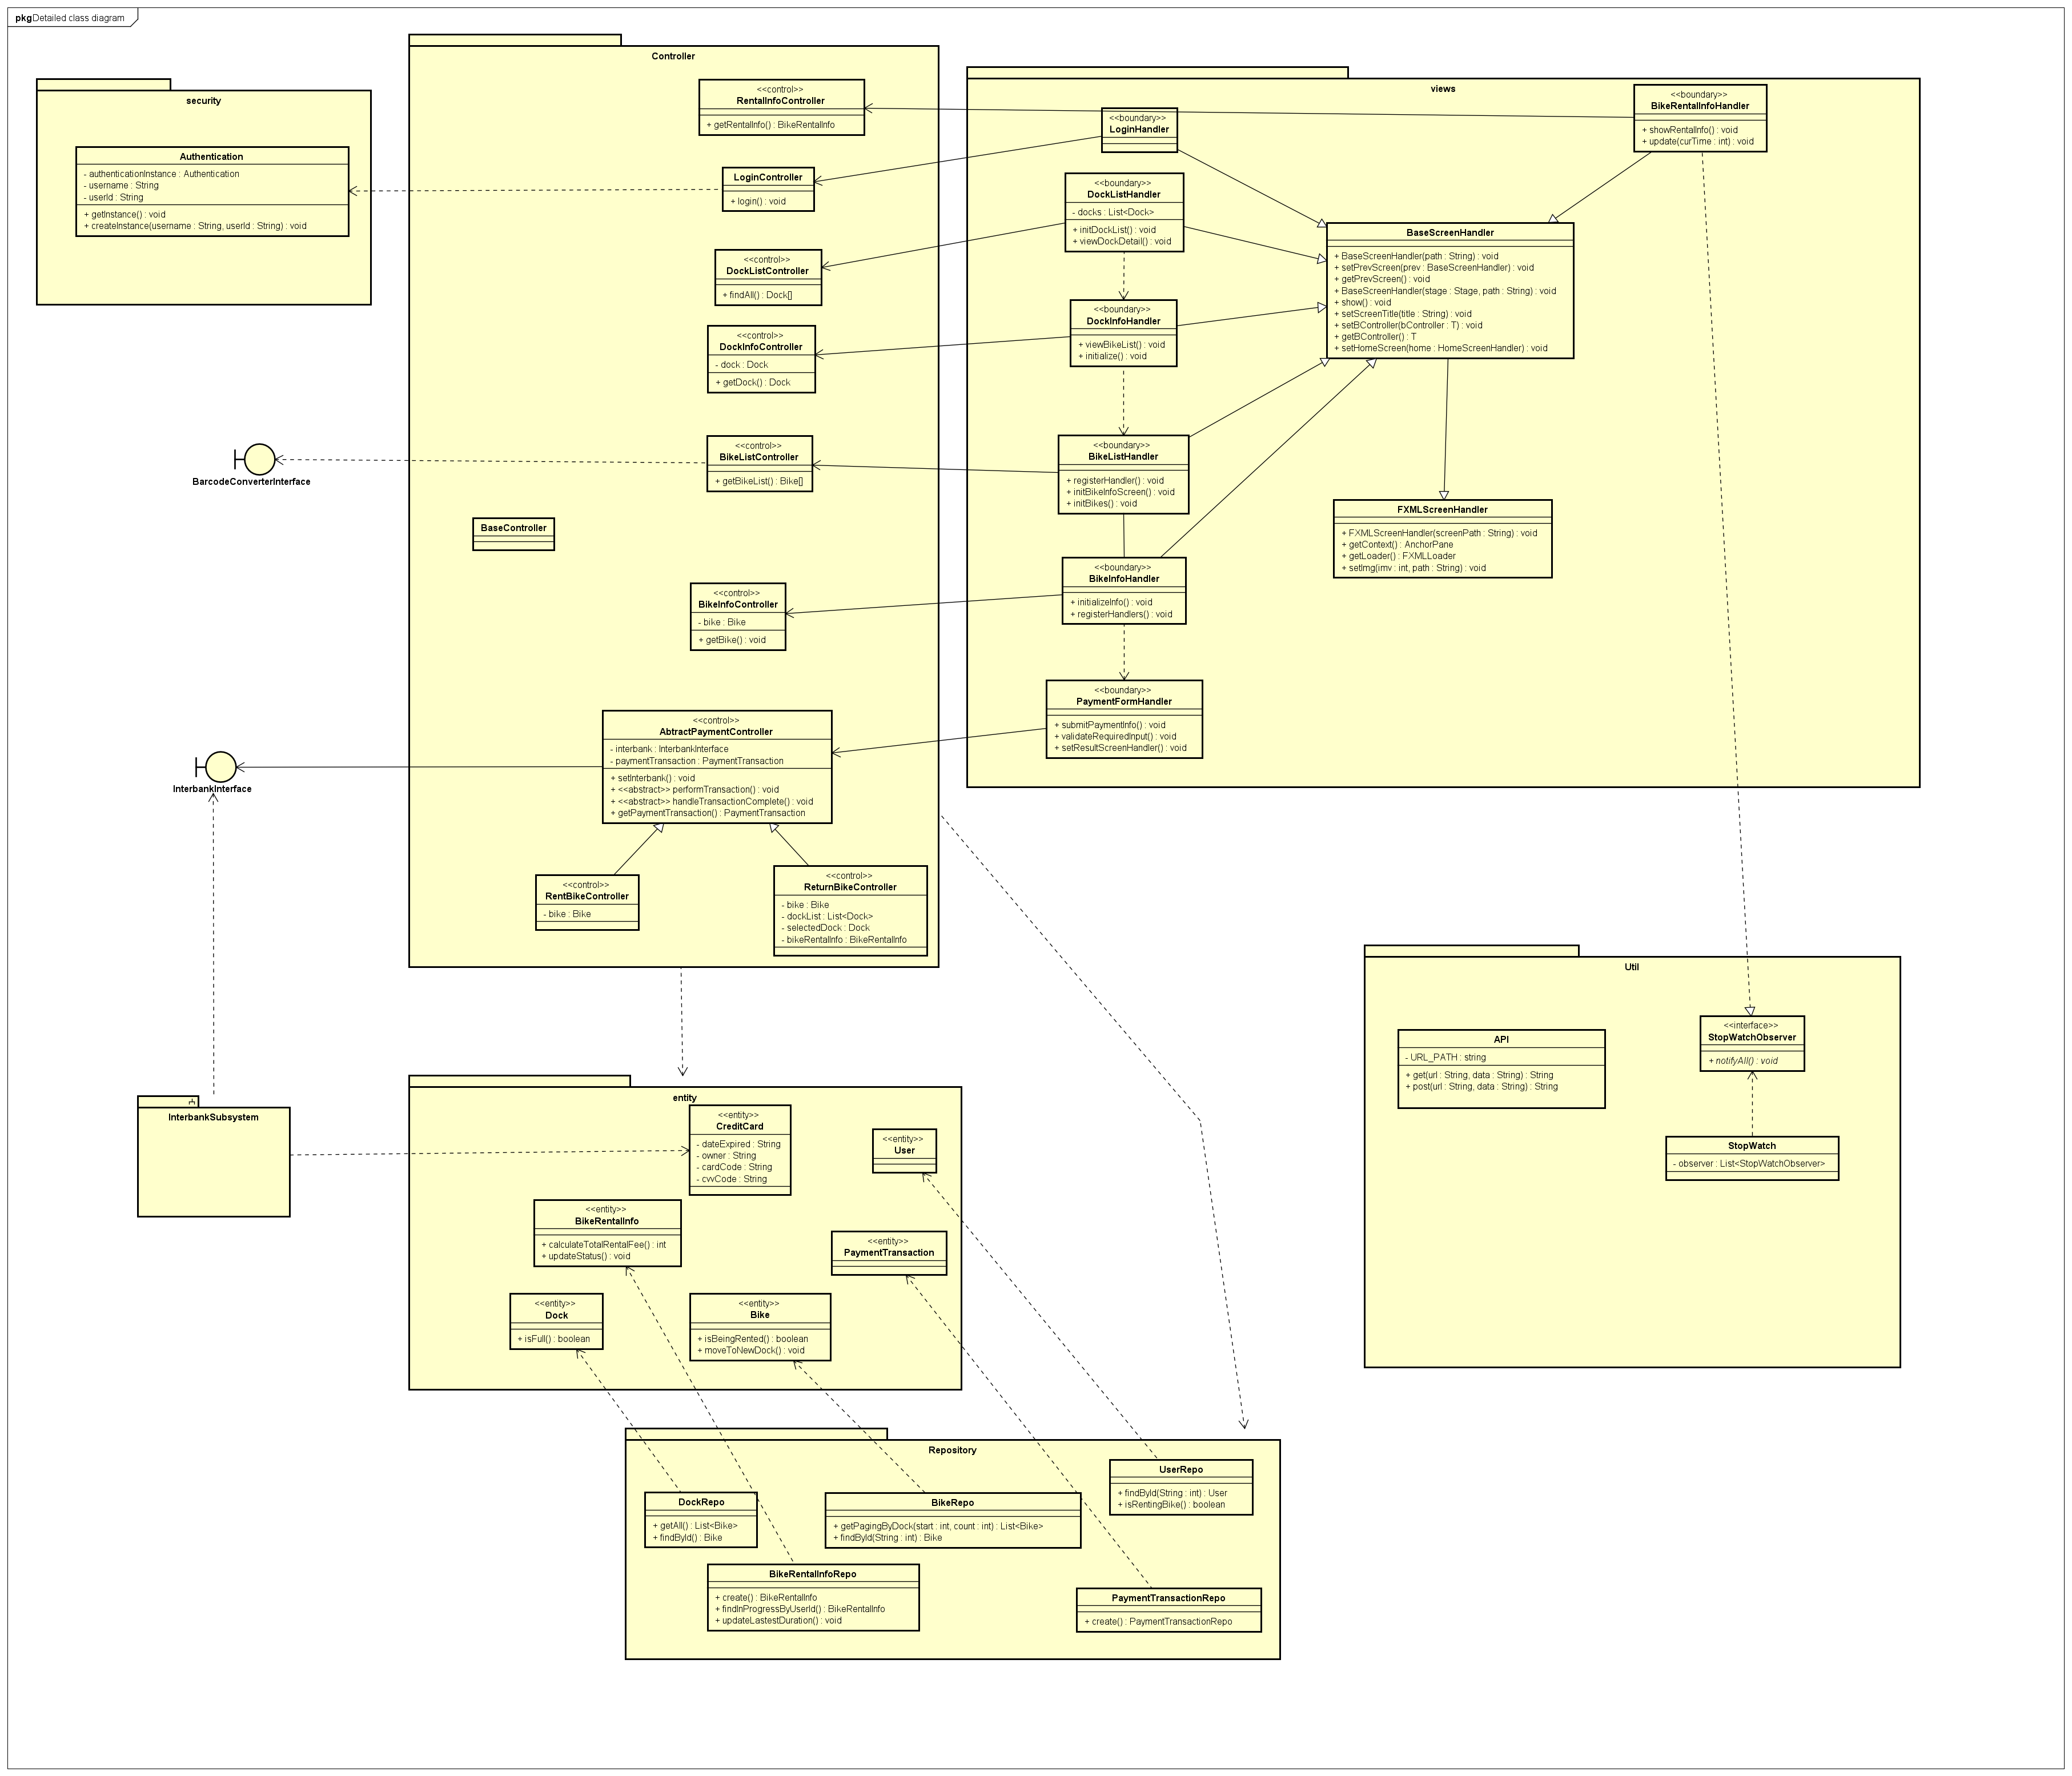 pkg Detailed class diagram
security
Authentication
- authenticationInstance : Authentication
- username : String
- userId : String
+ getInstance() : void
+ createInstance(username : String, userId : String) : void
Controller
<<control>>
RentalInfoController
+ getRentalInfo() : BikeRentalInfo
LoginController
+ login() : void
<<control>>
DockListController
+ findAll() : Dock[]
<<control>>
DockInfoController
- dock : Dock
+ getDock() : Dock
<<control>>
BikeListController
+ getBikeList() : Bike[]
BaseController
<<control>>
BikeInfoController
- bike : Bike
+ getBike() : void
<<control>>
AbtractPaymentController
- interbank : InterbankInterface
- paymentTransaction : PaymentTransaction
+ setInterbank() : void
+ <<abstract>> performTransaction() : void
+ <<abstract>> handleTransactionComplete() : void
+ getPaymentTransaction() : PaymentTransaction
<<control>>
RentBikeController
- bike : Bike
<<control>>
ReturnBikeController
- bike : Bike
- dockList : List<Dock>
- selectedDock : Dock
- bikeRentalInfo : BikeRentalInfo
views
<<boundary>>
LoginHandler
<<boundary>>
BikeRentalInfoHandler
+ showRentalInfo() : void
+ update(curTime : int) : void
<<boundary>>
DockListHandler
- docks : List<Dock>
+ initDockList() : void
+ viewDockDetail() : void
BaseScreenHandler
+ BaseScreenHandler(path : String) : void
+ setPrevScreen(prev : BaseScreenHandler) : void
+ getPrevScreen() : void
+ BaseScreenHandler(stage : Stage, path : String) : void
+ show() : void
+ setScreenTitle(title : String) : void
+ setBController(bController : T) : void
+ getBController() : T
+ setHomeScreen(home : HomeScreenHandler) : void
<<boundary>>
DockInfoHandler
+ viewBikeList() : void
+ initialize() : void
<<boundary>>
BikeListHandler
+ registerHandler() : void
+ initBikeInfoScreen() : void
+ initBikes() : void
FXMLScreenHandler
+ FXMLScreenHandler(screenPath : String) : void
+ getContext() : AnchorPane
+ getLoader() : FXMLLoader
+ setImg(imv : int, path : String) : void
<<boundary>>
BikeInfoHandler
+ initializeInfo() : void
+ registerHandlers() : void
<<boundary>>
PaymentFormHandler
+ submitPaymentInfo() : void
+ validateRequiredInput() : void
+ setResultScreenHandler() : void
BarcodeConverterInterface
InterbankInterface
InterbankSubsystem
Util
API
- URL_PATH : string
+ get(url : String, data : String) : String
+ post(url : String, data : String) : String
<<interface>>
StopWatchObserver
+ notifyAll() : void
StopWatch
- observer : List<StopWatchObserver>
entity
<<entity>>
CreditCard
- dateExpired : String
- owner : String
- cardCode : String
- cvvCode : String
<<entity>>
User
<<entity>>
BikeRentalInfo
+ calculateTotalRentalFee() : int
+ updateStatus() : void
<<entity>>
PaymentTransaction
<<entity>>
Dock
+ isFull() : boolean
<<entity>>
Bike
+ isBeingRented() : boolean
+ moveToNewDock() : void
Repository
UserRepo
+ findById(String : int) : User
+ isRentingBike() : boolean
DockRepo
+ getAll() : List<Bike>
+ findById() : Bike
BikeRepo
+ getPagingByDock(start : int, count : int) : List<Bike>
+ findById(String : int) : Bike
BikeRentalInfoRepo
+ create() : BikeRentalInfo
+ findInProgressByUserId() : BikeRentalInfo
+ updateLastestDuration() : void
PaymentTransactionRepo
+ create() : PaymentTransactionRepo